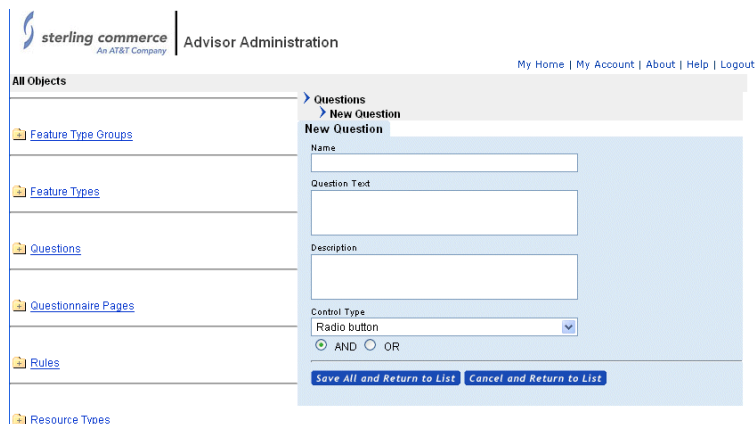 sterling commerce
An AT&T Company
Advisor Administration
My Home | My Account | About | Help | Logout
All Objects
Feature Type Groups
Feature Types
Questions
Questionnaire Pages
Rules
Resource Types
Questions
New Question
New Question
Name
Question Text
Description
Control Type
Radio button
AND OR
Save All and Return to List Cancel and Return to List